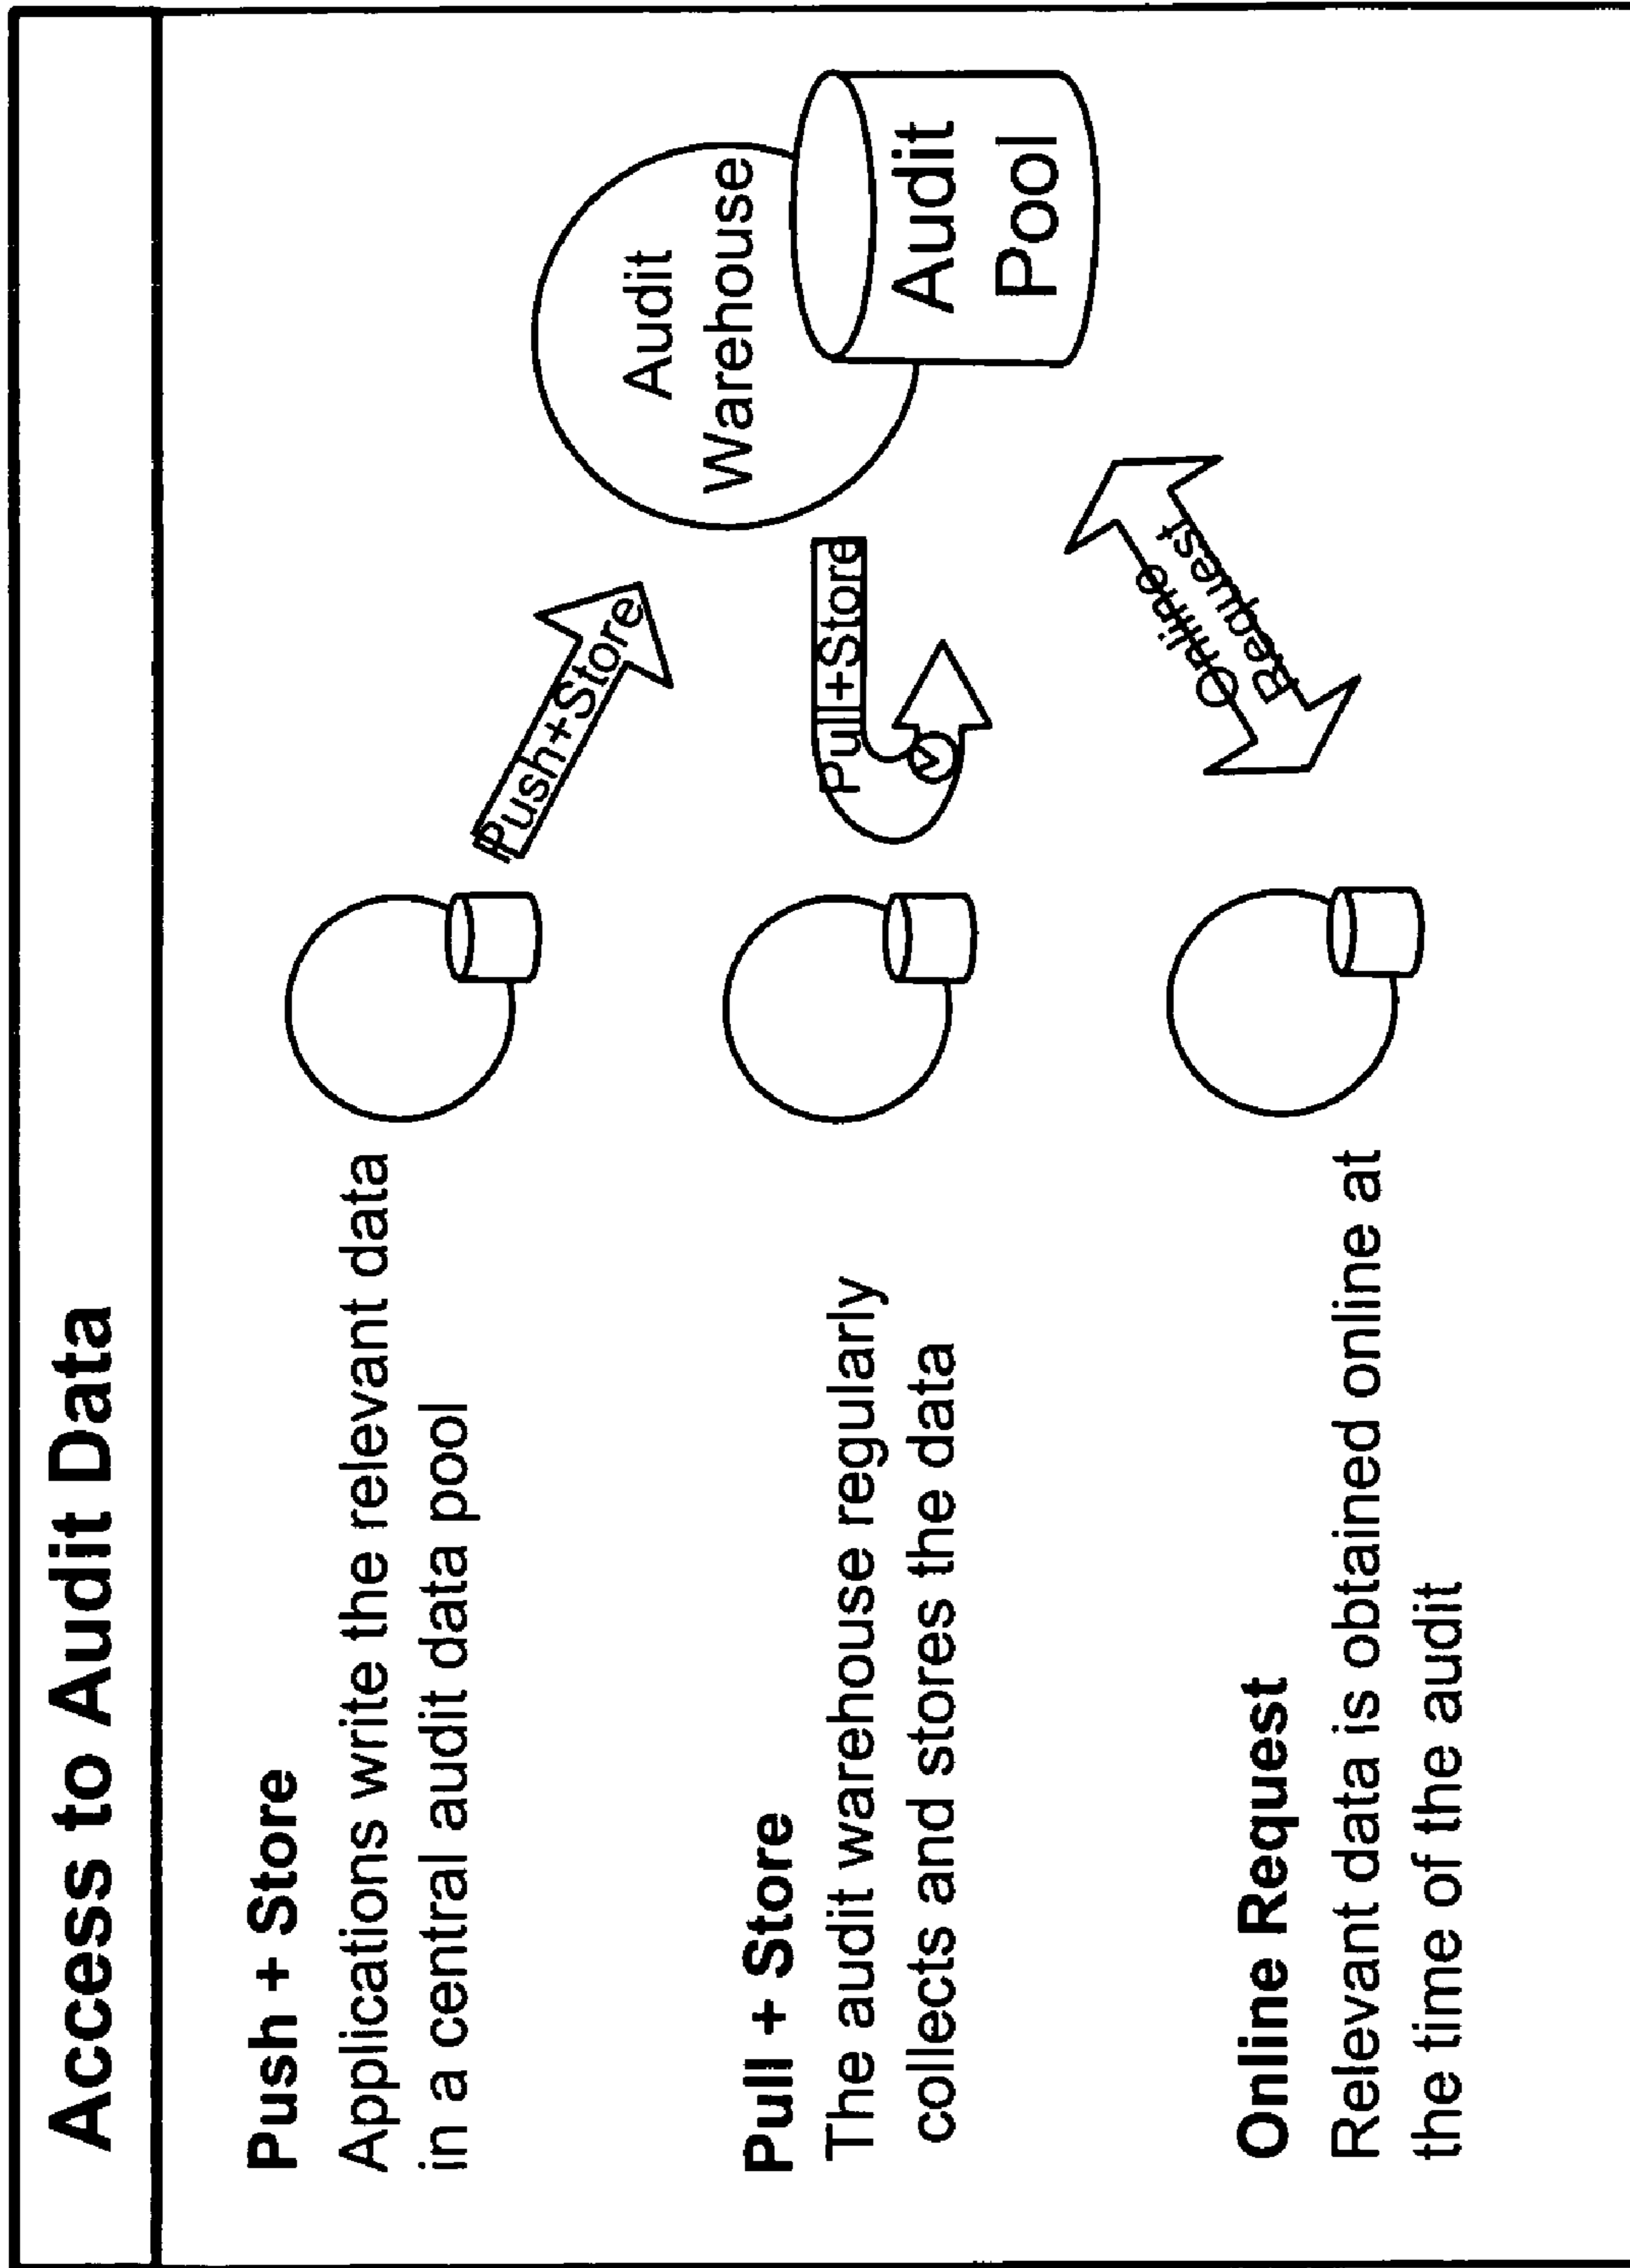 Access to Audit Data
Push + Store
Applications write the relevant data
in a central audit data pool
Pull + Store
The audit warehouse regularly
collects and stores the data
Online Request
Relevant data is obtained online at
the time of the audit
Push+Store
Pull+Store
Online
Request
Audit
Warehouse
Audit
Pool